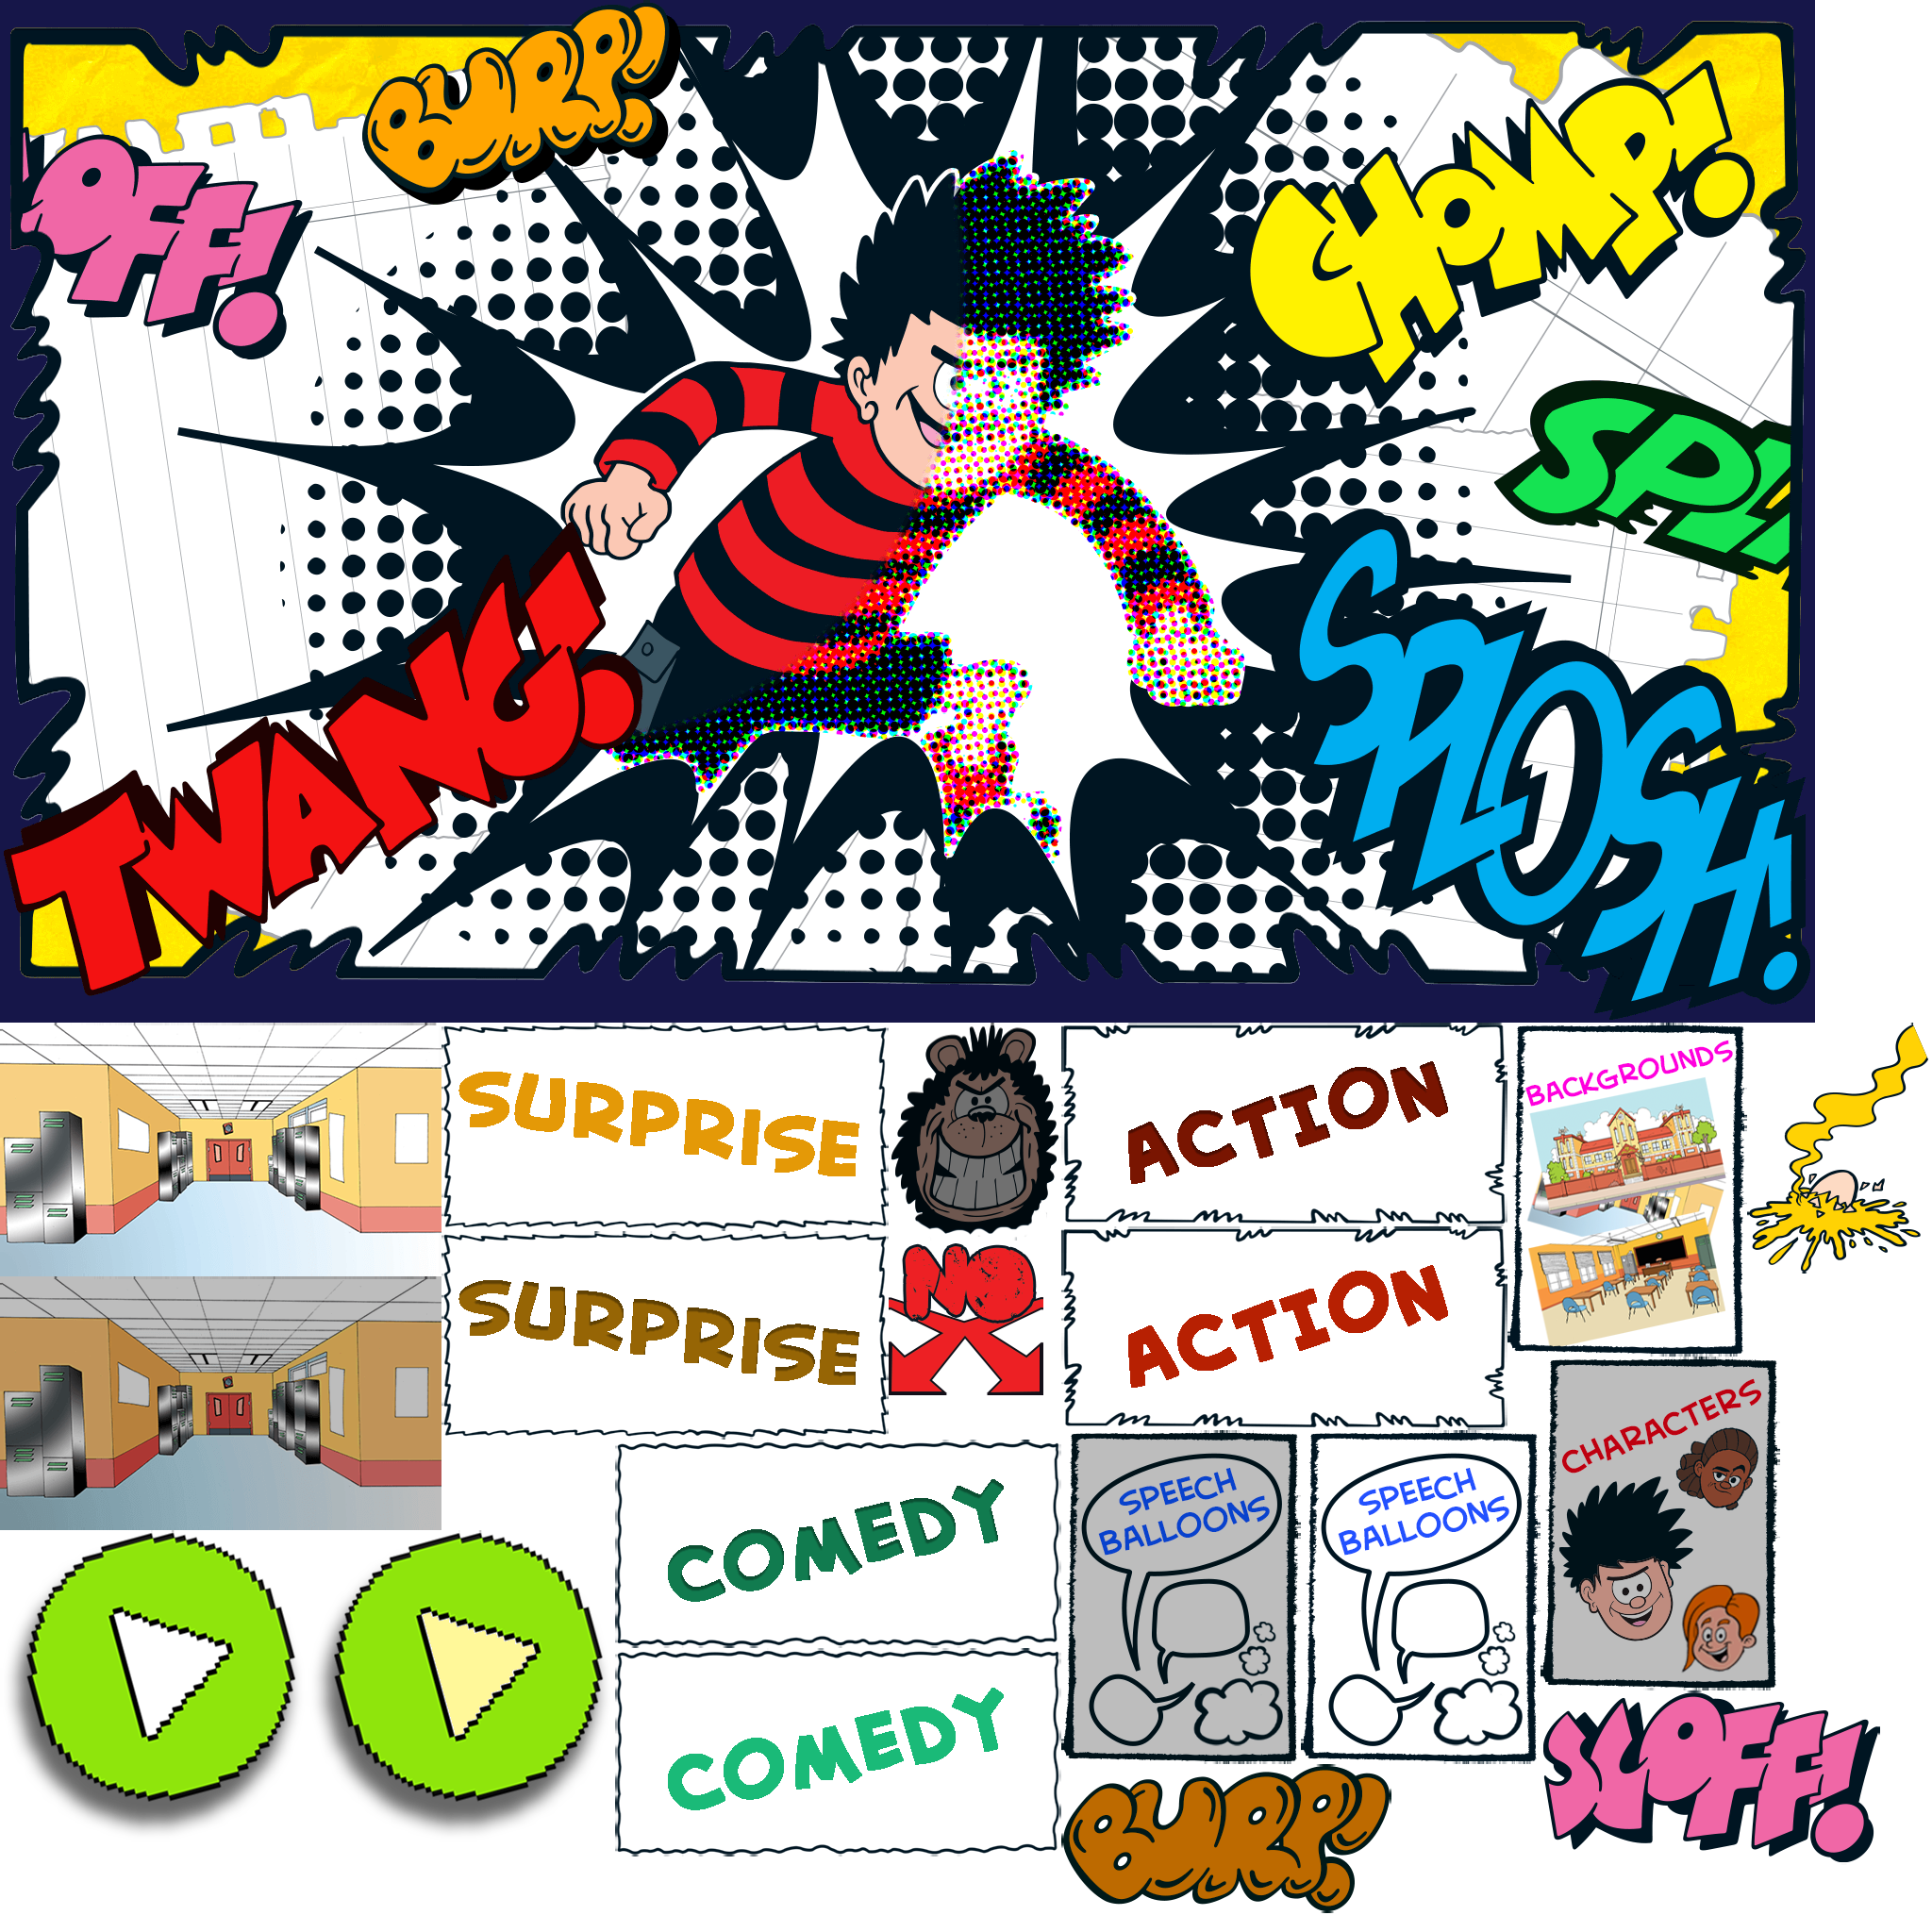 BURP!
OFF!
CHOMP!
SPL
TWANG!
SPLOSH!
SURPRISE
ACTION
BACKGROUNDS
SURPRISE
NO
ACTION
CHARACTERS
COMEDY
SPEECH
BALLOONS
SPEECH
BALLOONS
COMEDY
SCOFF!
BURP!